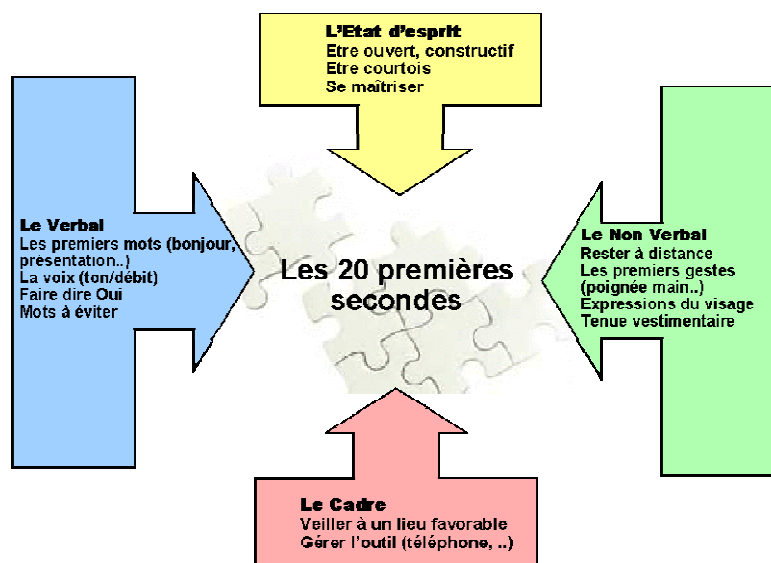 L'Etat d'esprit
Etre ouvert, constructif
Etre courtois
Se maîtriser
Le Verbal
Les premiers mots (bonjour,
présentation..)
La voix (ton/débit)
Faire dire Oui
Mots à éviter
Les 20 premières
secondes
Le Non Verbal
Rester à distance
Les premiers gestes
(poignée main..)
Expressions du visage
Tenue vestimentaire
Le Cadre
Veiller à un lieu favorable
Gérer l'outil (téléphone, ..)